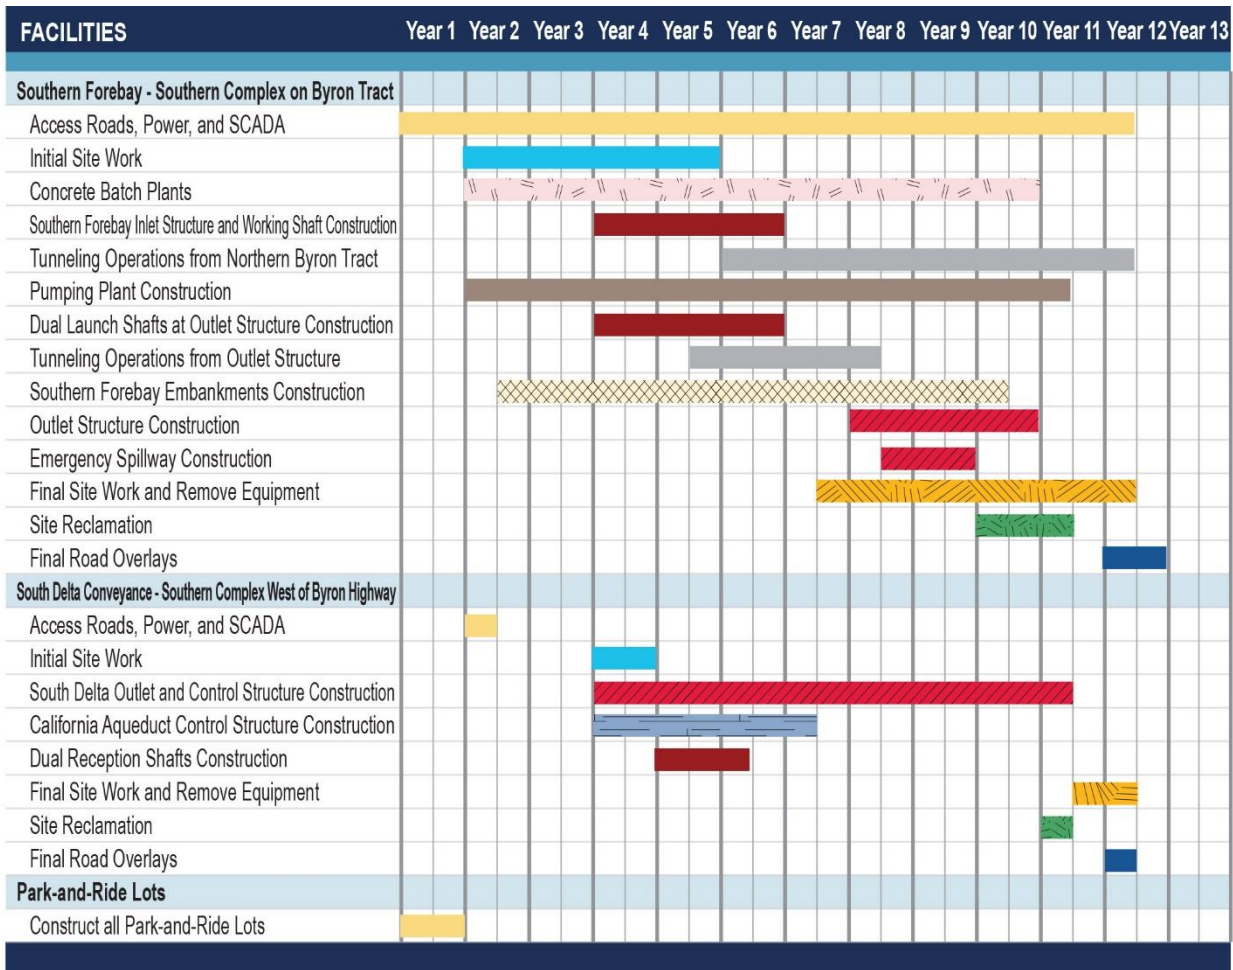 FACILITIES Year 1 Year 2 Year 3 Year 4 Year 5 Year 6 Year 7 Year 8 Year 9 Year 10 Year 11 Year 12 Year 13
Southern Forebay - Southern Complex on Byron Tract
Access Roads, Power, and SCADA
Initial Site Work
Concrete Batch Plants
Southern Forebay Inlet Structure and Working Shaft Construction
Tunneling Operations from Northern Byron Tract
Pumping Plant Construction
Dual Launch Shafts at Outlet Structure Construction
Tunneling Operations from Outlet Structure
Southern Forebay Embankments Construction
Outlet Structure Construction
Emergency Spillway Construction
Final Site Work and Remove Equipment
Site Reclamation
Final Road Overlays
South Delta Conveyance - Southern Complex West of Byron Highway
Access Roads, Power, and SCADA
Initial Site Work
South Delta Outlet and Control Structure Construction
California Aqueduct Control Structure Construction
Dual Reception Shafts Construction
Final Site Work and Remove Equipment
Site Reclamation
Final Road Overlays
Park-and-Ride Lots
Construct all Park-and-Ride Lots